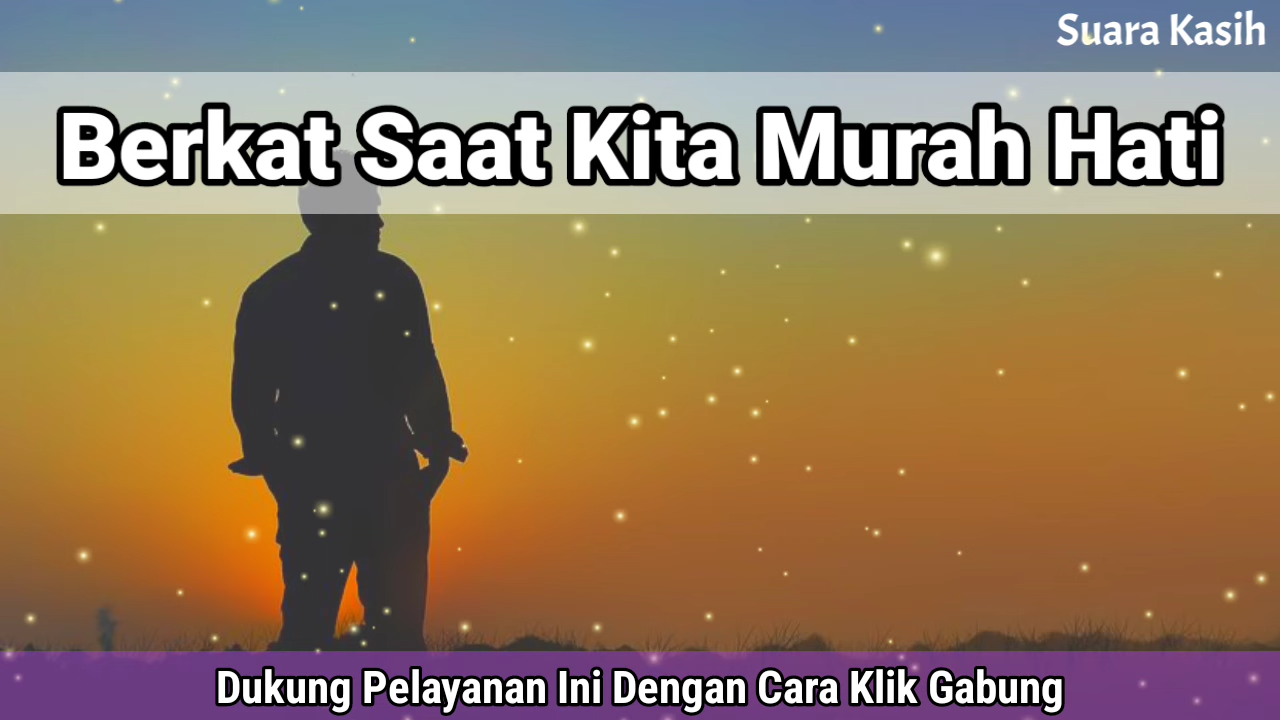 Suara Kasih
Berkat Saat Kita Murah Hati
Dukung Pelayanan Ini Dengan Cara Klik Gabung